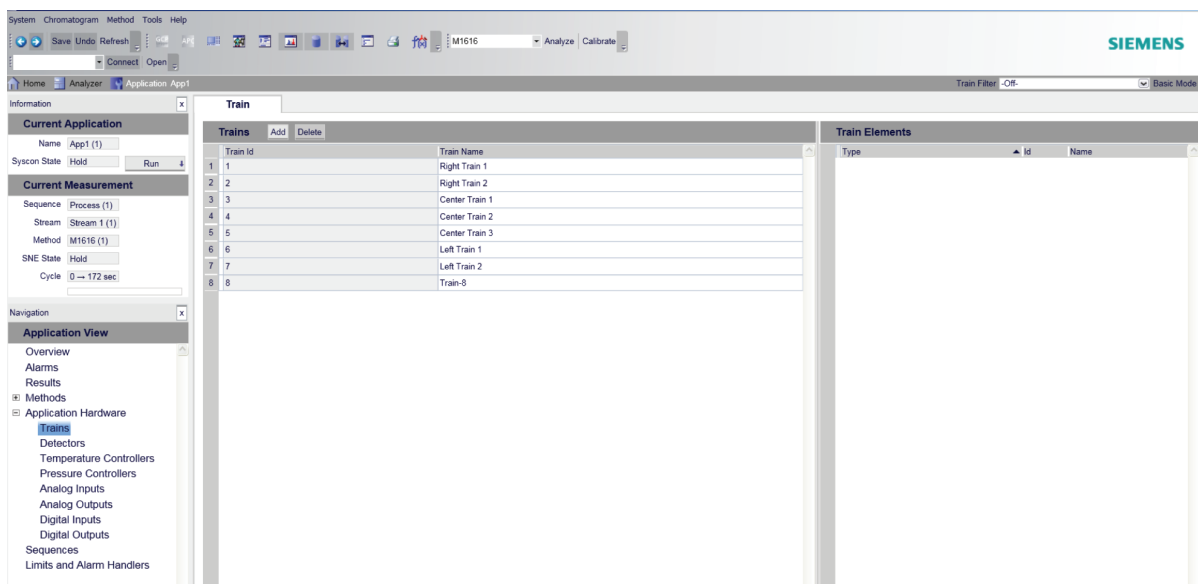 System Chromatogram Method Tools Help
Save Undo Refresh M1616 Analyze Calibrate
SIEMENS
Connect Open
Home Analyzer Application App1 Train Filter -Off- Basic Mode
Information x
Train
Current Application
Trains Add Delete
Train Elements
Name App1 (1)
Syscon State Hold Run
Train Id Train Name
Type Id Name
1 1 Right Train 1
2 2 Right Train 2
3 3 Center Train 1
4 4 Center Train 2
5 5 Center Train 3
6 6 Left Train 1
7 7 Left Train 2
8 8 Train-8
Current Measurement
Sequence Process (1)
Stream Stream 1 (1)
Method M1616 (1)
SNE State Hold
Cycle 0 → 172 sec
Navigation x
Application View
Overview
Alarms
Results
Methods
Application Hardware
Trains
Detectors
Temperature Controllers
Pressure Controllers
Analog Inputs
Analog Outputs
Digital Inputs
Digital Outputs
Sequences
Limits and Alarm Handlers